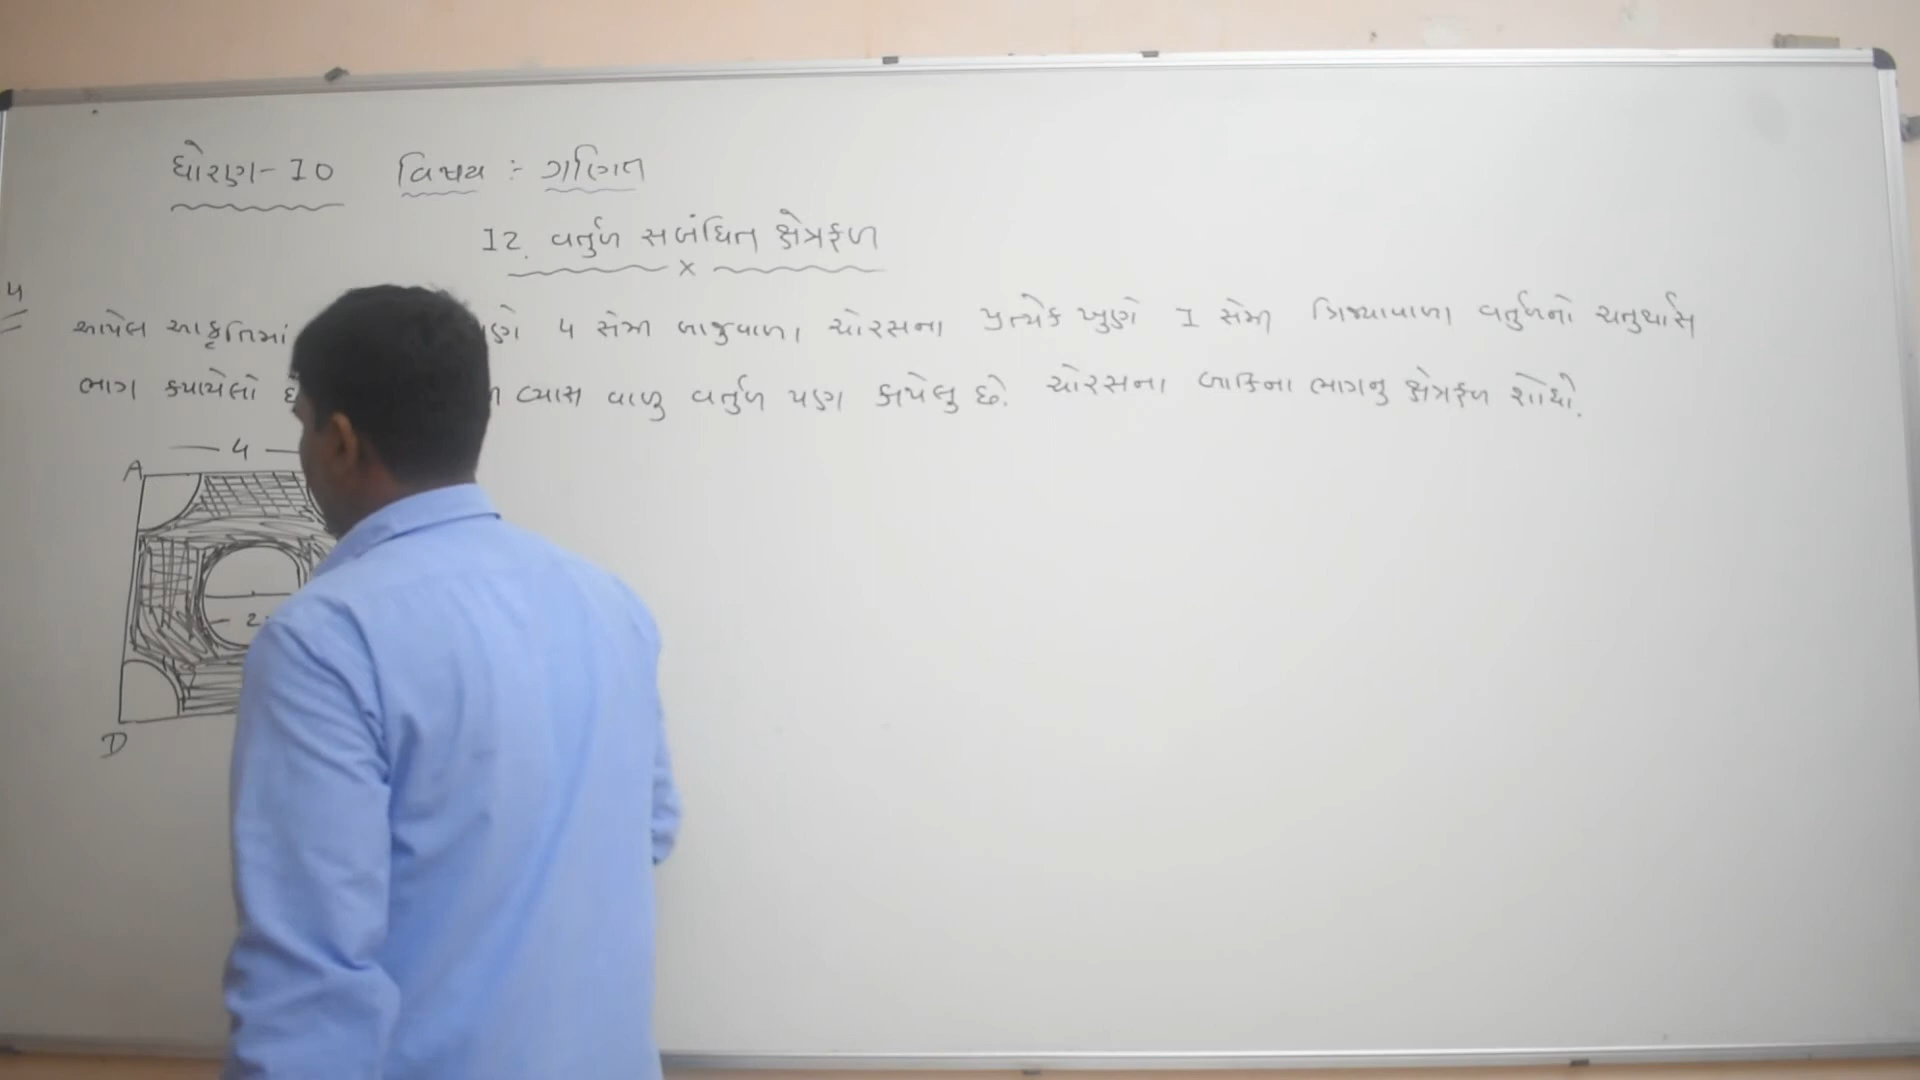 ધોરણ-10 વિષય :- ગણિત
12. વર્તુળ સબંધિત ક્ષેત્રફળ
x
4
આપેલ આકૃતિમાં ણે 4 સેમી બાજુવાળા ચોરસના પ્રત્યેક ખુણે 1 સેમી ત્રિજ્યાવાળા વર્તુળનો ચતુર્થાસ
ભાગ કપાયેલો વ્યાસ વાળુ વર્તુળ પણ કાપેલુ છે. ચોરસના બાકિના ભાગનુ ક્ષેત્રફળ શોધો.
4
A
2
D